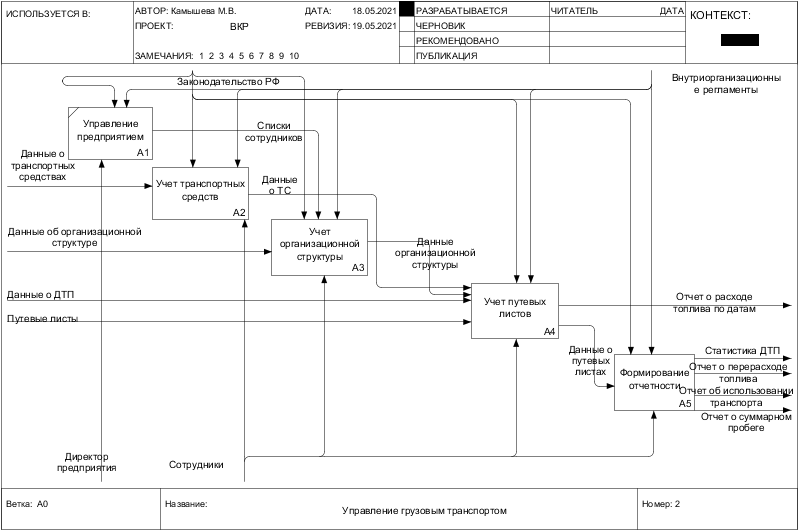 ИСПОЛЬЗУЕТСЯ В:
АВТОР: Камышева М.В.
ДАТА: 18.05.2021
РАЗРАБАТЫВАЕТСЯ
ЧИТАТЕЛЬ
ДАТА
КОНТЕКСТ:
ПРОЕКТ: ВКР
РЕВИЗИЯ: 19.05.2021
ЧЕРНОВИК
РЕКОМЕНДОВАНО
ЗАМЕЧАНИЯ: 1 2 3 4 5 6 7 8 9 10
ПУБЛИКАЦИЯ
Законодательство РФ
Внутриорганизационны
е регламенты
Управление
предприятием
A1
Списки
сотрудников
Данные о
транспортных
средствах
Учет транспортных
средств
A2
Данные
о ТС
Данные об организационной
структуре
Учет
организационной
структуры
A3
Данные
организационной
структуры
Данные о ДТП
Путевые листы
Учет путевых
листов
A4
Отчет о расходе
топлива по датам
Данные о
путевых
листах
Формирование
отчетности
A5
Статистика ДТП
Отчет о перерасходе
топлива
Отчет об использовании
транспорта
Отчет о суммарном
пробеге
Директор
предприятия
Сотрудники
Ветка: A0
Название:
Управление грузовым транспортом
Номер: 2